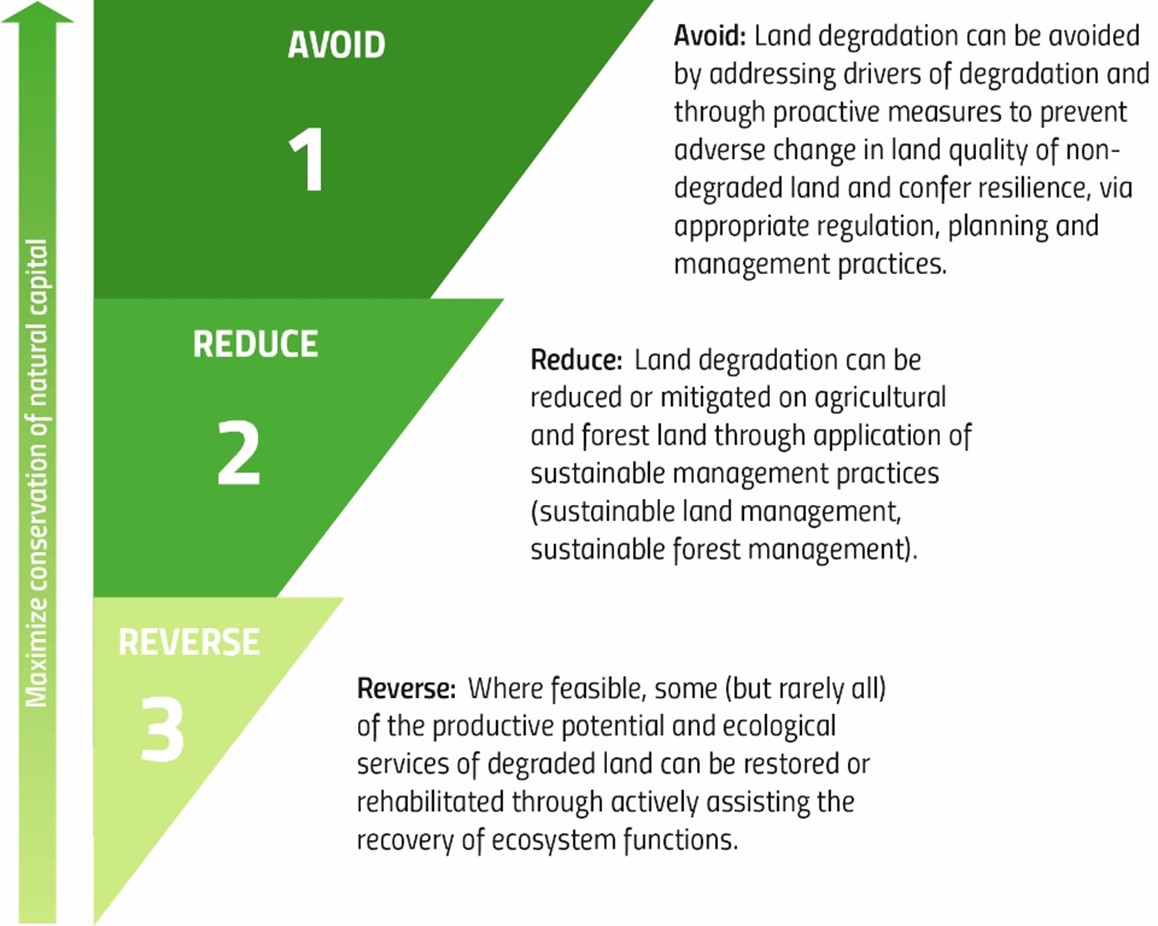 Maximize conservation of natural capital
AVOID
1
Avoid: Land degradation can be avoided
by addressing drivers of degradation and
through proactive measures to prevent
adverse change in land quality of non-
degraded land and confer resilience, via
appropriate regulation, planning and
management practices.
REDUCE
2
Reduce: Land degradation can be
reduced or mitigated on agricultural
and forest land through application of
sustainable management practices
(sustainable land management,
sustainable forest management).
REVERSE
3
Reverse: Where feasible, some (but rarely all)
of the productive potential and ecological
services of degraded land can be restored or
rehabilitated through actively assisting the
recovery of ecosystem functions.